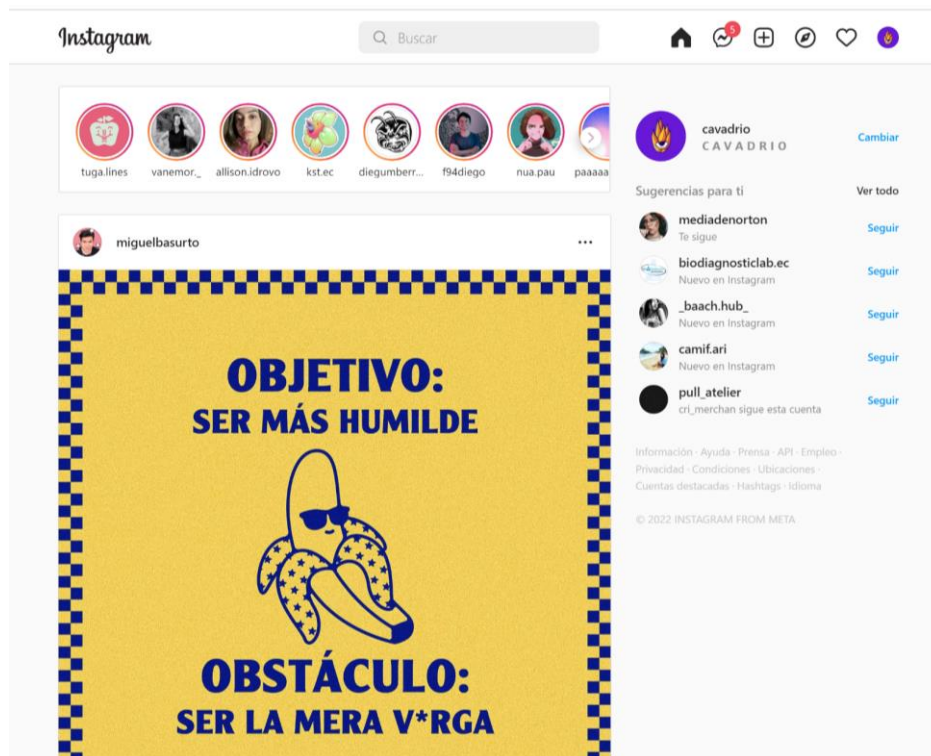 Instagram
Buscar
5
tuga.lines
vanemor._
allison.idrovo
kst.ec
diegumberr...
f94diego
nua.pau
paaaaa
cavadrio
CAVADRIO
Cambiar
Sugerencias para ti
Ver todo
mediadenorton
Te sigue
Seguir
biodiagnosticlab.ec
Nuevo en Instagram
Seguir
_baach.hub_
Nuevo en Instagram
Seguir
camif.ari
Nuevo en Instagram
Seguir
pull_atelier
cri_merchan sigue esta cuenta
Seguir
Información · Ayuda · Prensa · API · Empleo ·
Privacidad · Condiciones · Ubicaciones ·
Cuentas destacadas · Hashtags · Idioma
© 2022 INSTAGRAM FROM META
miguelbasurto
OBJETIVO:
SER MÁS HUMILDE
OBSTÁCULO:
SER LA MERA V*RGA